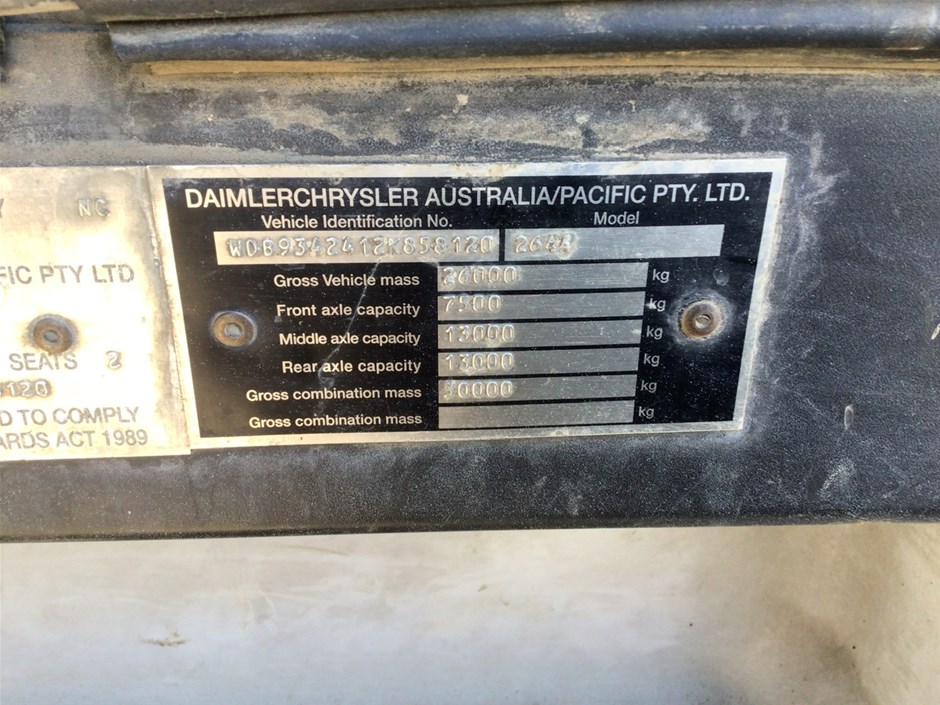 DAIMLERCHRYSLER AUSTRALIA/PACIFIC PTY. LTD.
Vehicle Identification No. Model
WDB9342412K858120 2644
Gross Vehicle mass 26000 kg
Front axle capacity 7500 kg
Middle axle capacity 13000 kg
Rear axle capacity 13000 kg
Gross combination mass 50000 kg
Gross combination mass kg
NC
FIC PTY LTD
SEATS 2
120
D TO COMPLY
ARDS ACT 1989